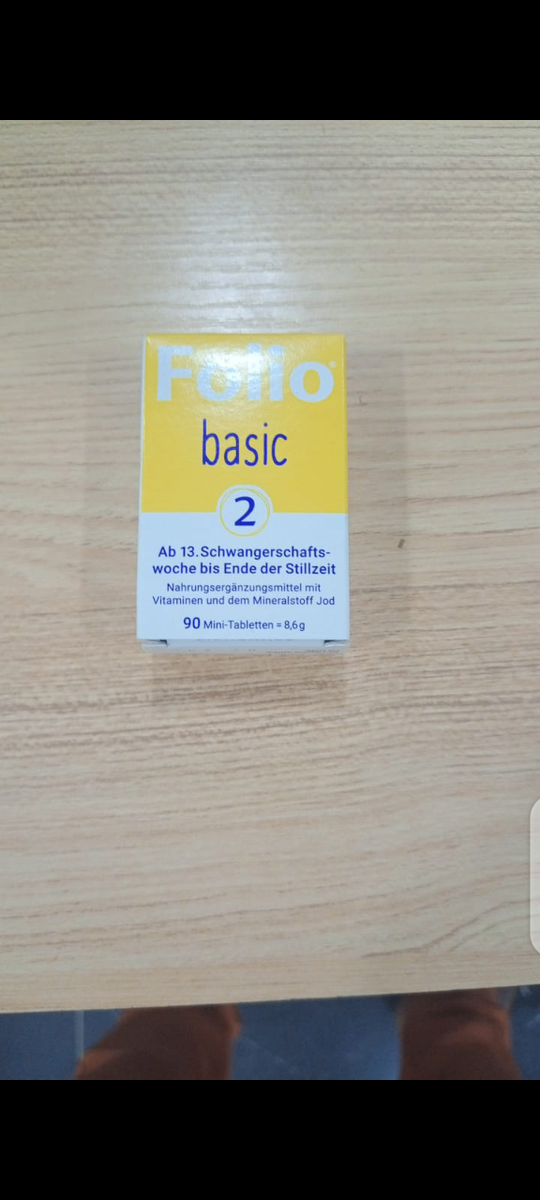 Folio®
basic
2
Ab 13. Schwangerschafts-
woche bis Ende der Stillzeit
Nahrungsergänzungsmittel mit
Vitaminen und dem Mineralstoff Jod
90 Mini-Tabletten = 8,6 g